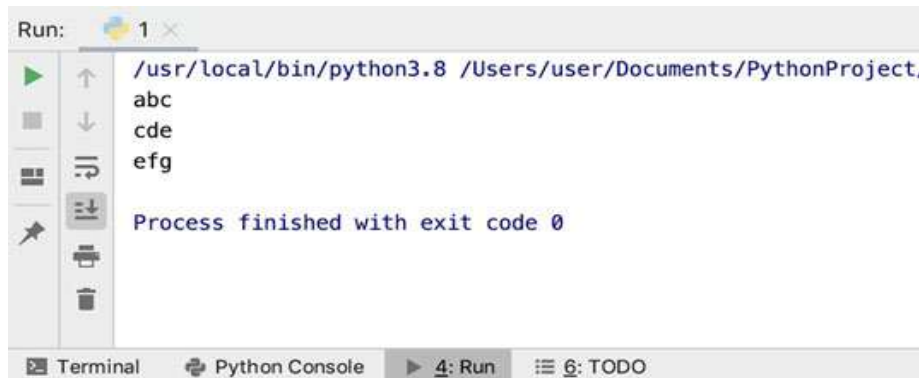 Run: 1
/usr/local/bin/python3.8 /Users/user/Documents/PythonProject/
abc
cde
efg
Process finished with exit code 0
Terminal Python Console 4: Run 6: TODO